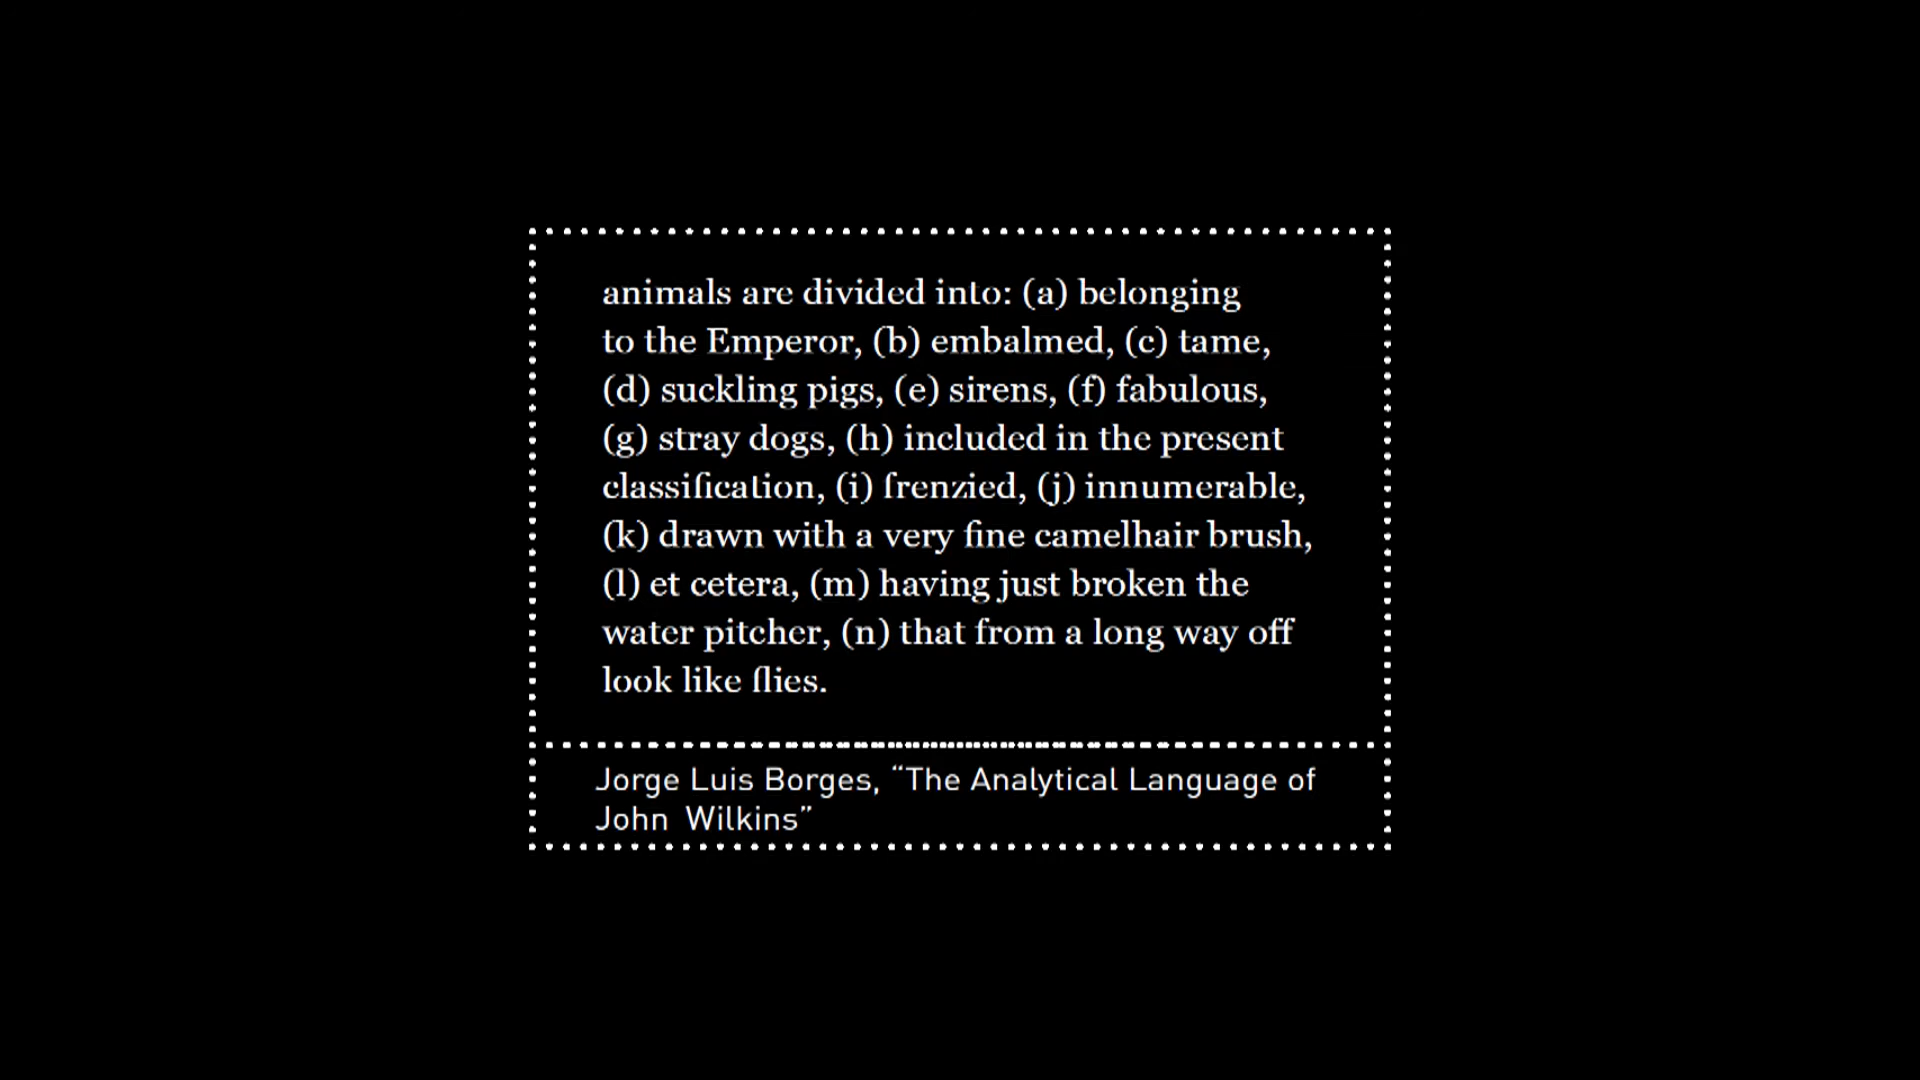 animals are divided into: (a) belonging
to the Emperor, (b) embalmed, (c) tame,
(d) suckling pigs, (e) sirens, (f) fabulous,
(g) stray dogs, (h) included in the present
classification, (i) frenzied, (j) innumerable,
(k) drawn with a very fine camelhair brush,
(l) et cetera, (m) having just broken the
water pitcher, (n) that from a long way off
look like flies.
Jorge Luis Borges, “The Analytical Language of
John Wilkins”